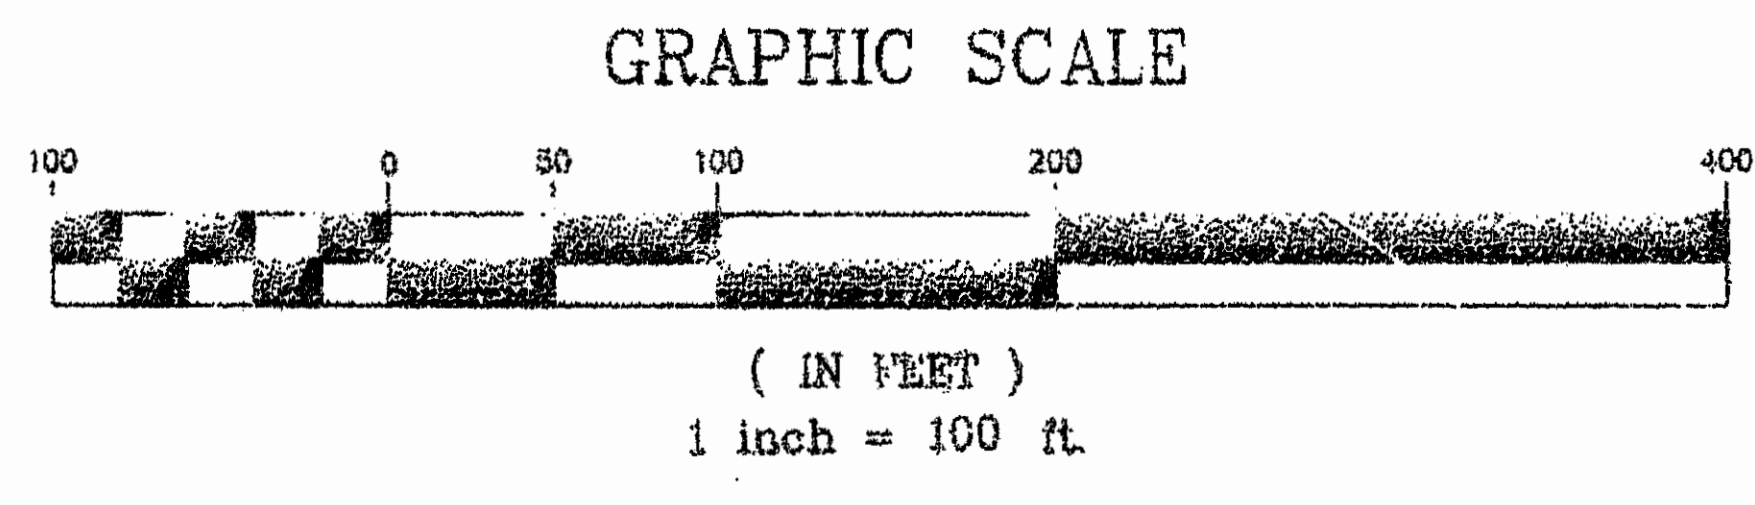 GRAPHIC SCALE
100 0 50 100 200 400
( IN FEET )
1 inch = 100 ft.